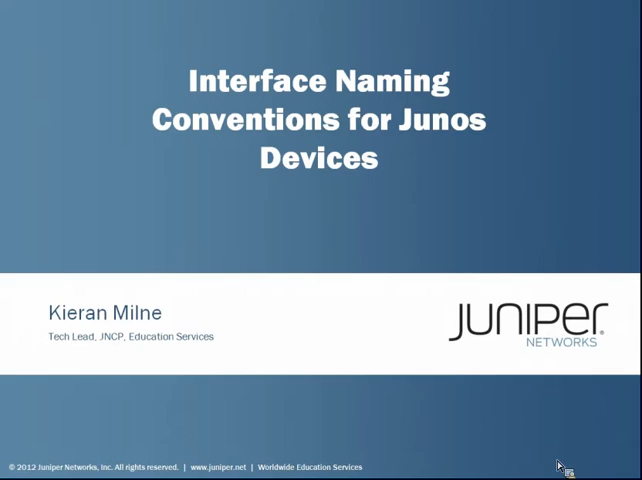 Interface Naming
Conventions for Junos
Devices
Kieran Milne
Tech Lead, JNCP, Education Services
JUNIPER®
NETWORKS
© 2012 Juniper Networks, Inc. All rights reserved. | www.juniper.net | Worldwide Education Services